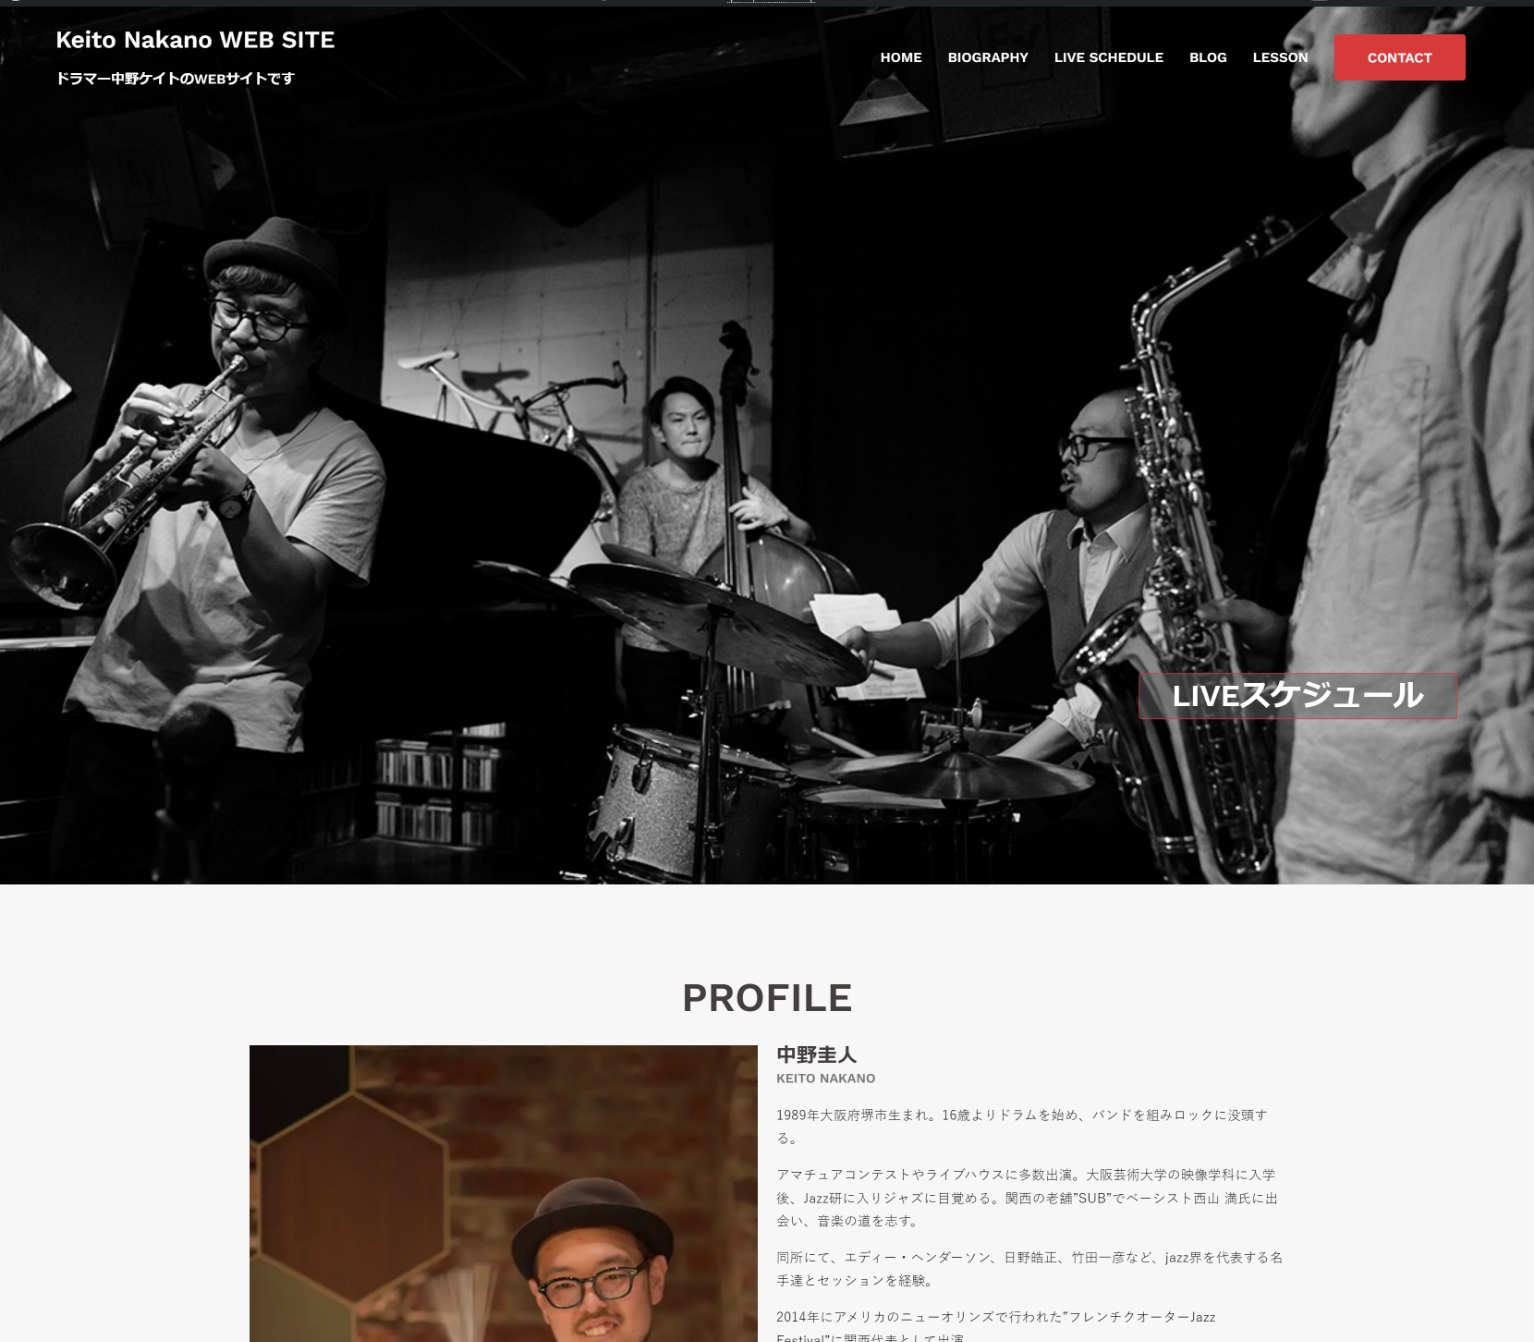 Keito Nakano WEB SITE
ドラマー中野ケイトのWEBサイトです
HOME BIOGRAPHY LIVE SCHEDULE BLOG LESSON CONTACT
LIVEスケジュール
PROFILE
中野圭人
KEITO NAKANO
1989年大阪府堺市生まれ。16歳よりドラムを始め、バンドを組みロックに没頭す
る。
アマチュアコンテストやライブハウスに多数出演。大阪芸術大学の映像学科に入学
後、Jazz研に入りジャズに目覚める。関西の老舗”SUB”でベーシスト西山 満氏に出
会い、音楽の道を志す。
同所にて、エディー・ヘンダーソン、日野皓正、竹田一彦など、jazz界を代表する名
手達とセッションを経験。
2014年にアメリカのニューオリンズで行われた”フレンチクオーターJazz
Festival”に関西代表として出演